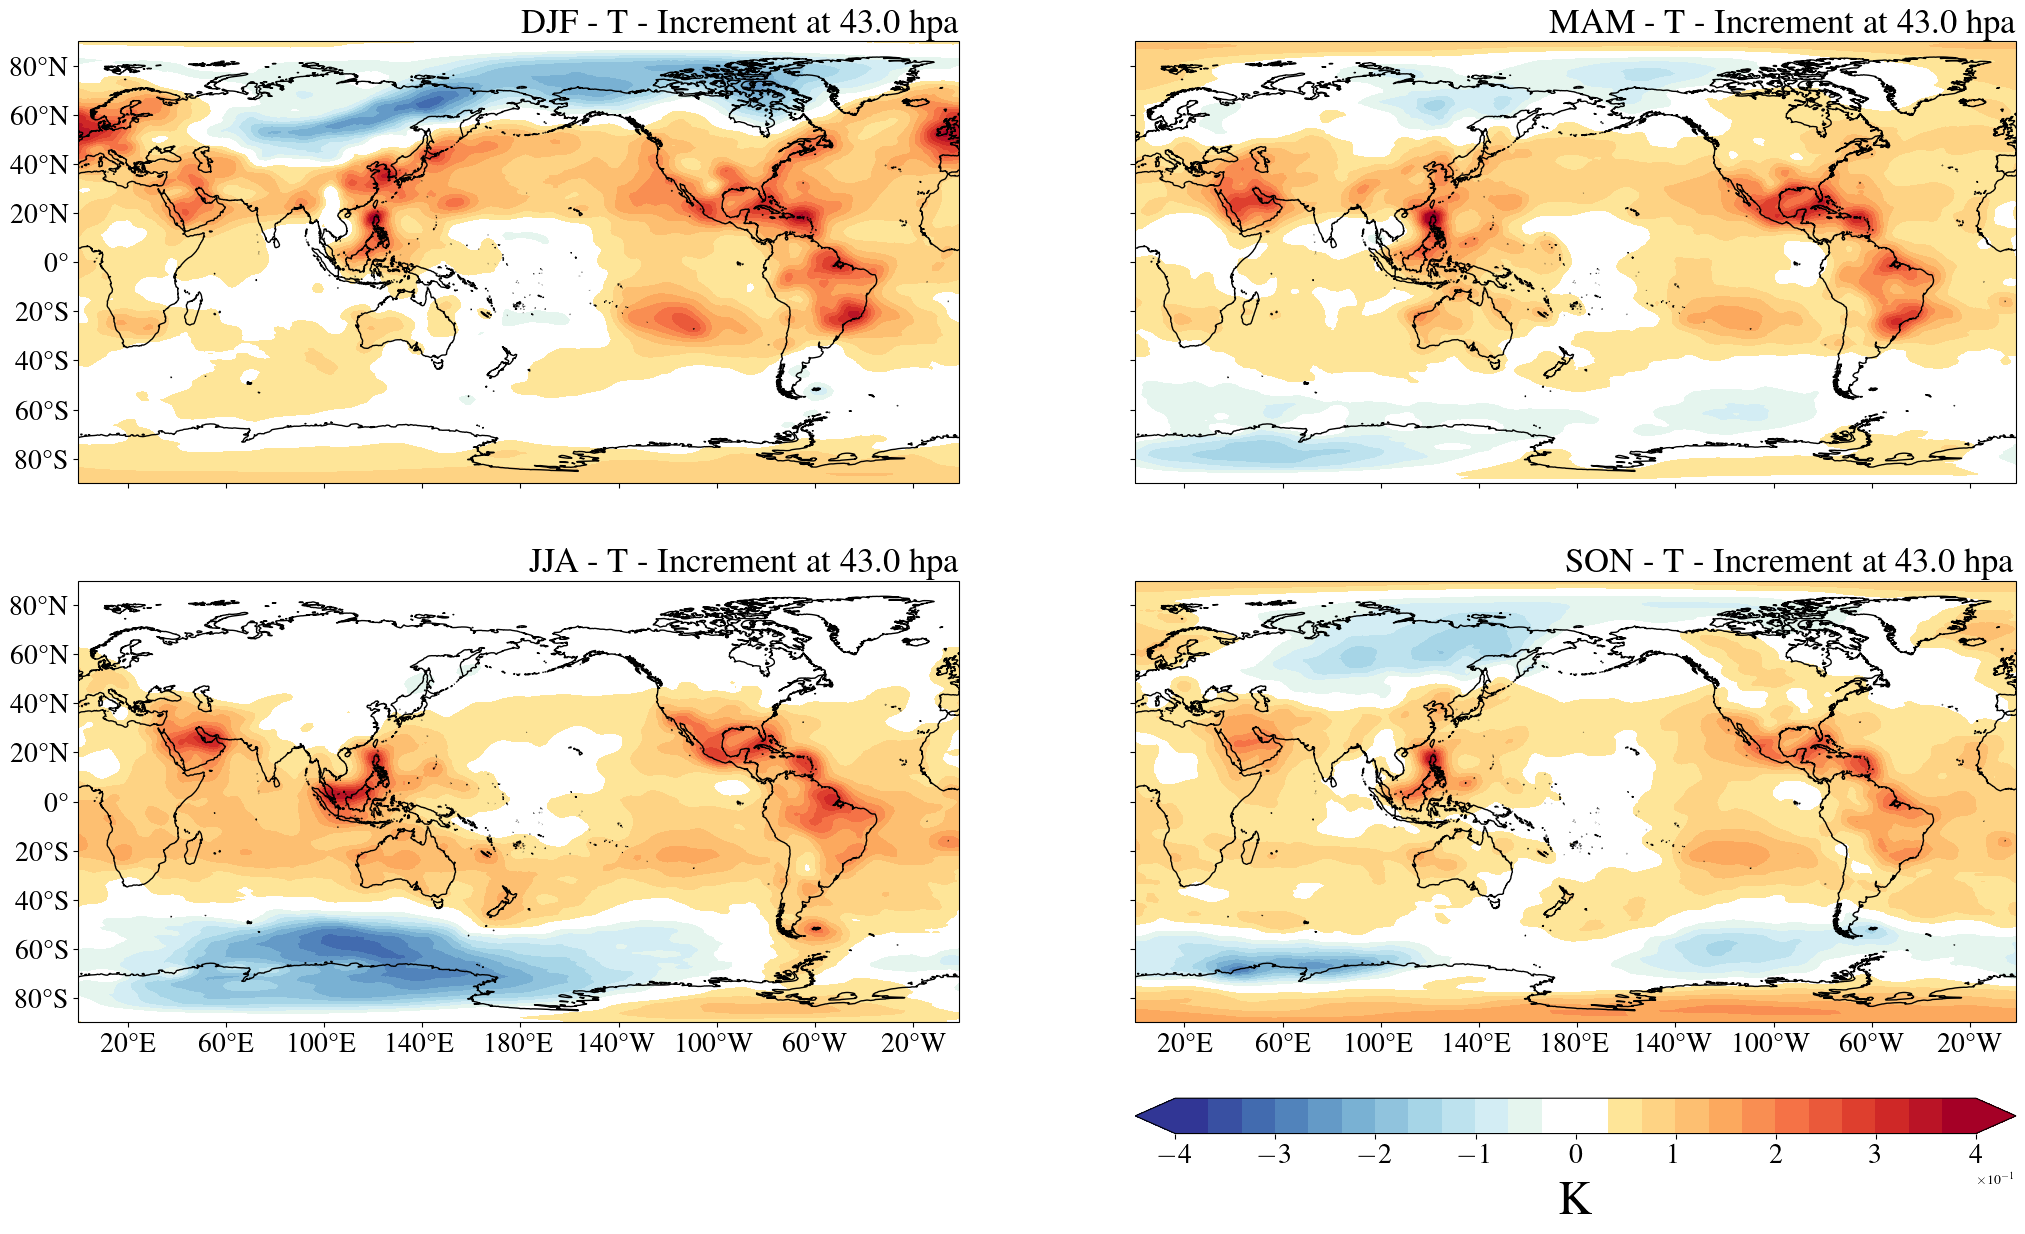 DJF - T - Increment at 43.0 hpa
MAM - T - Increment at 43.0 hpa
80°N
60°N
40°N
20°N
0°
20°S
40°S
60°S
80°S
JJA - T - Increment at 43.0 hpa
SON - T - Increment at 43.0 hpa
80°N
60°N
40°N
20°N
0°
20°S
40°S
60°S
80°S
20°E 60°E 100°E 140°E 180°E 140°W 100°W 60°W 20°W
20°E 60°E 100°E 140°E 180°E 140°W 100°W 60°W 20°W
−4 −3 −2 −1 0 1 2 3 4
×10⁻¹
K